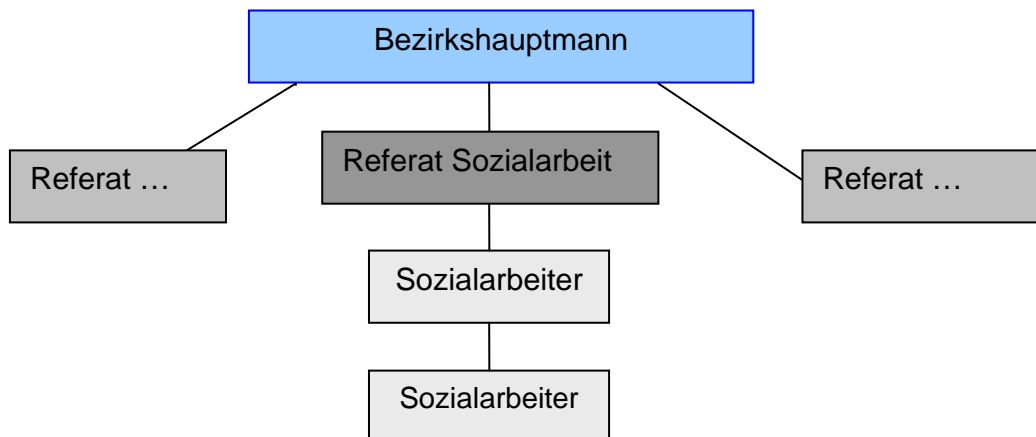 Bezirkshauptmann
Referat …
Referat Sozialarbeit
Referat …
Sozialarbeiter
Sozialarbeiter